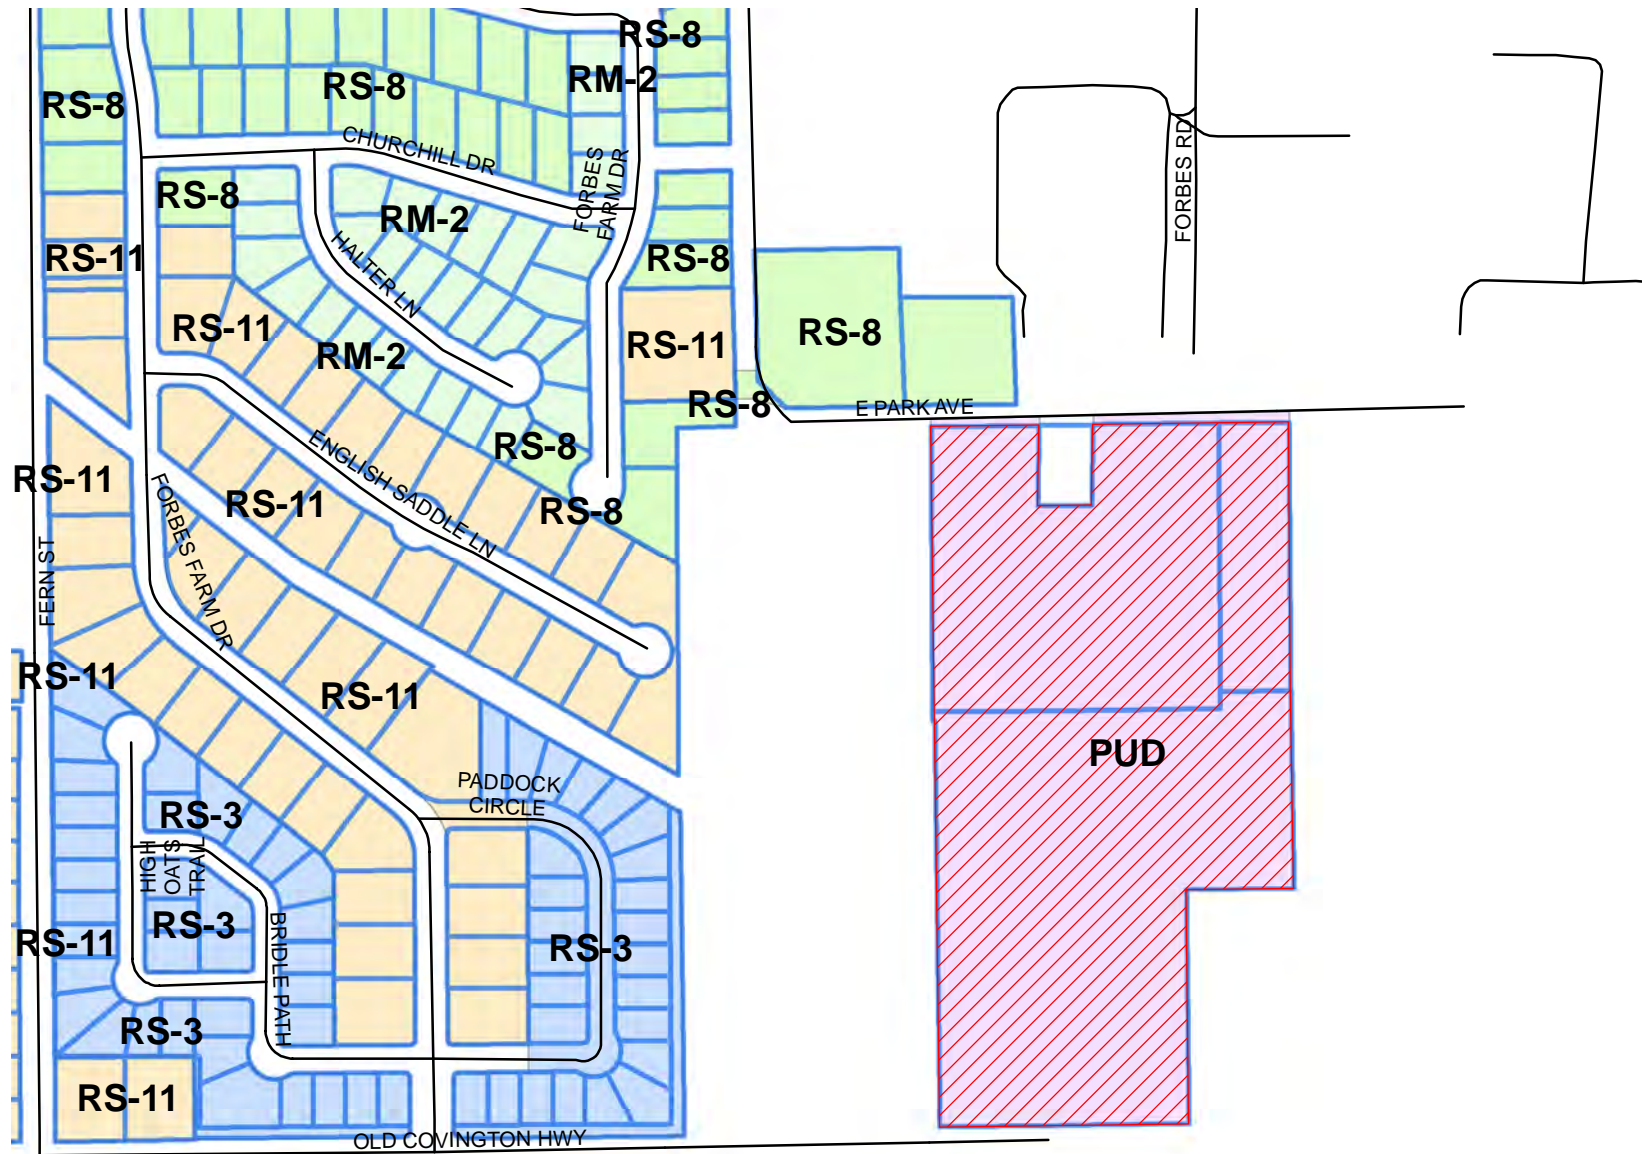 RS-8
RM-2
RS-8
RS-8
CHURCHILL DR
FORBES RD
FORBES
FARM DR
RS-8
RM-2
RS-11
RS-8
HALTER LN
RS-11
RM-2
RS-11
RS-8
RS-8
E PARK AVE
RS-8
ENGLISH SADDLE LN
RS-11
RS-11
RS-8
FORBES FARM DR
FERN ST
RS-11
RS-11
PUD
PADDOCK
CIRCLE
RS-3
HIGH
OATS
TRAIL
RS-3
RS-11
BRIDLE PATH
RS-3
RS-3
RS-11
OLD COVINGTON HWY